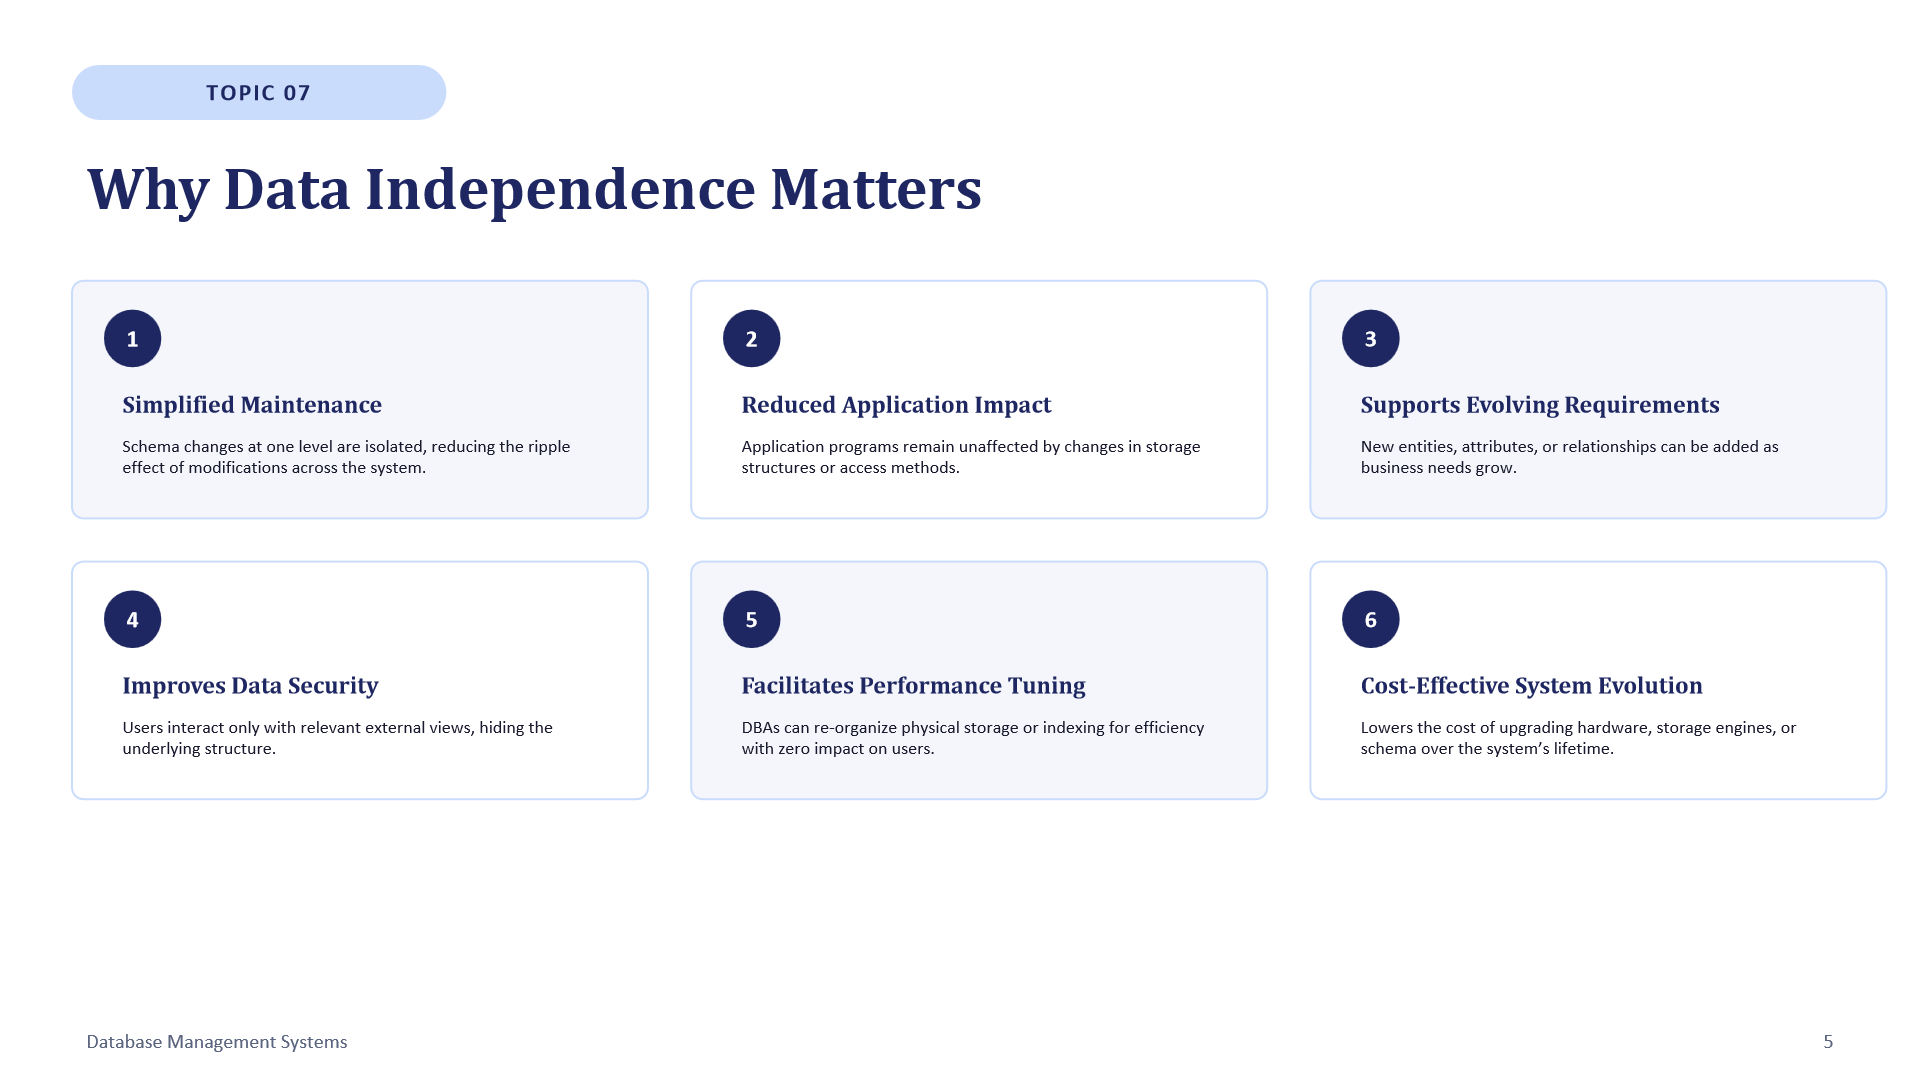 TOPIC 07
Why Data Independence Matters
1
Simplified Maintenance
Schema changes at one level are isolated, reducing the ripple
effect of modifications across the system.
2
Reduced Application Impact
Application programs remain unaffected by changes in storage
structures or access methods.
3
Supports Evolving Requirements
New entities, attributes, or relationships can be added as
business needs grow.
4
Improves Data Security
Users interact only with relevant external views, hiding the
underlying structure.
5
Facilitates Performance Tuning
DBAs can re-organize physical storage or indexing for efficiency
with zero impact on users.
6
Cost-Effective System Evolution
Lowers the cost of upgrading hardware, storage engines, or
schema over the system’s lifetime.
Database Management Systems
5